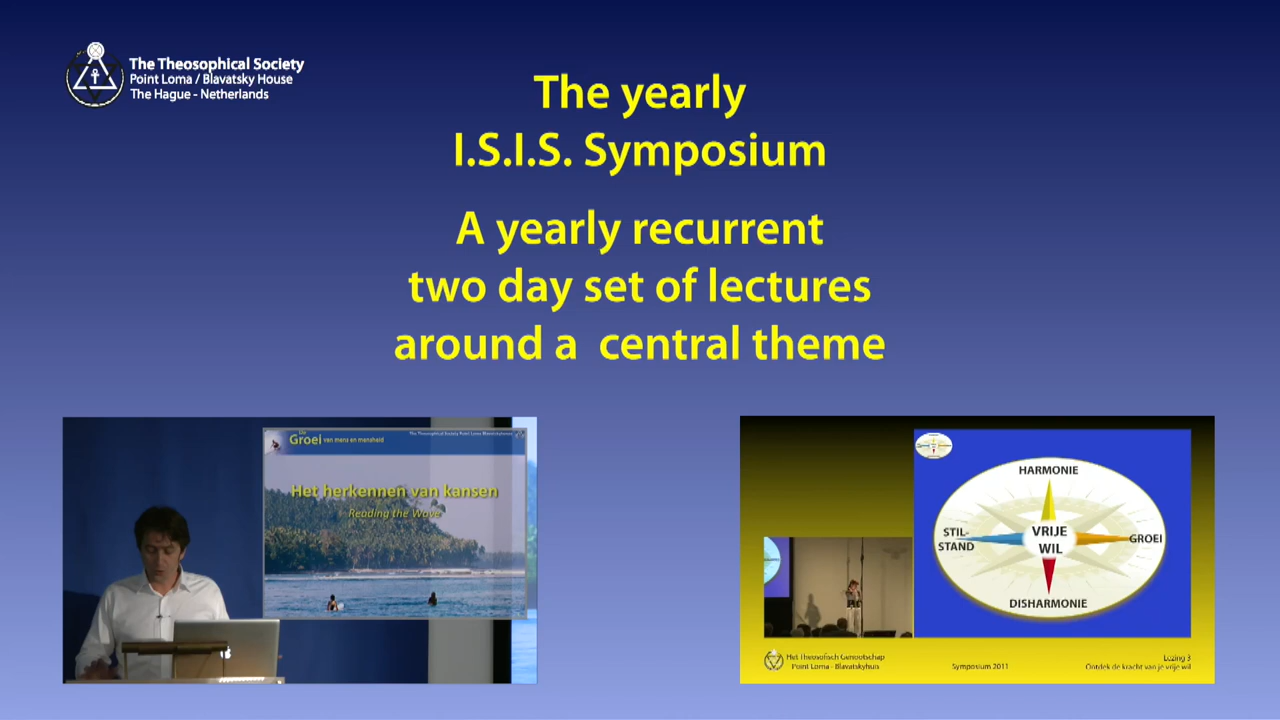 The Theosophical Society
Point Loma / Blavatsky House
The Hague - Netherlands
The yearly
I.S.I.S. Symposium
A yearly recurrent
two day set of lectures
around a central theme
De
Groei van mens en mensheid
The Theosophical Society Point Loma Blavatskyhouse
Het herkennen van kansen
Reading the Wave
HARMONIE
STIL-
STAND
VRIJE
WIL
GROEI
DISHARMONIE
Het Theosofisch Genootschap
Point Loma - Blavatskyhuis
Symposium 2011
Lezing 3
Ontdek de kracht van je vrije wil